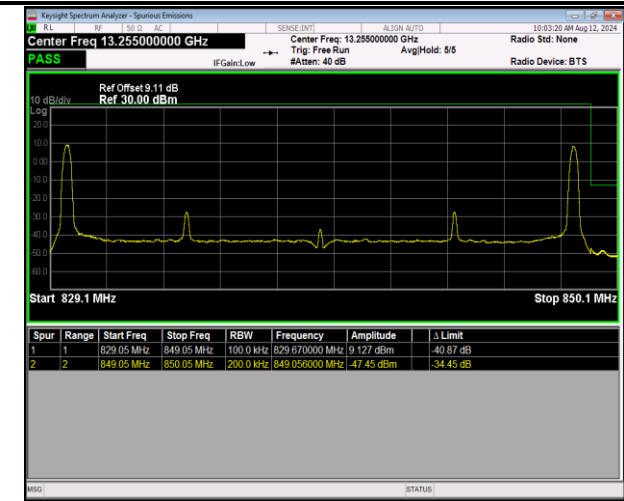 Keysight Spectrum Analyzer - Spurious Emissions
RL RF 50 Ω AC SENSE:INT ALIGN AUTO 10:03:20 AM Aug 12, 2024
Center Freq 13.255000000 GHz Center Freq: 13.255000000 GHz Radio Std: None
Trig: Free Run Avg|Hold: 5/5
PASS IFGain:Low #Atten: 40 dB Radio Device: BTS
Ref Offset 9.11 dB
10 dB/div Ref 30.00 dBm
Log
20.0
10.0
0.00
-10.0
-20.0
-30.0
-40.0
-50.0
-60.0
Start 829.1 MHz Stop 850.1 MHz
Spur Range Start Freq Stop Freq RBW Frequency Amplitude Δ Limit
1 1 829.05 MHz 849.05 MHz 100.0 kHz 829.670000 MHz 9.127 dBm -40.87 dB
2 2 849.05 MHz 850.05 MHz 200.0 kHz 849.056000 MHz -47.45 dBm -34.45 dB
MSG STATUS